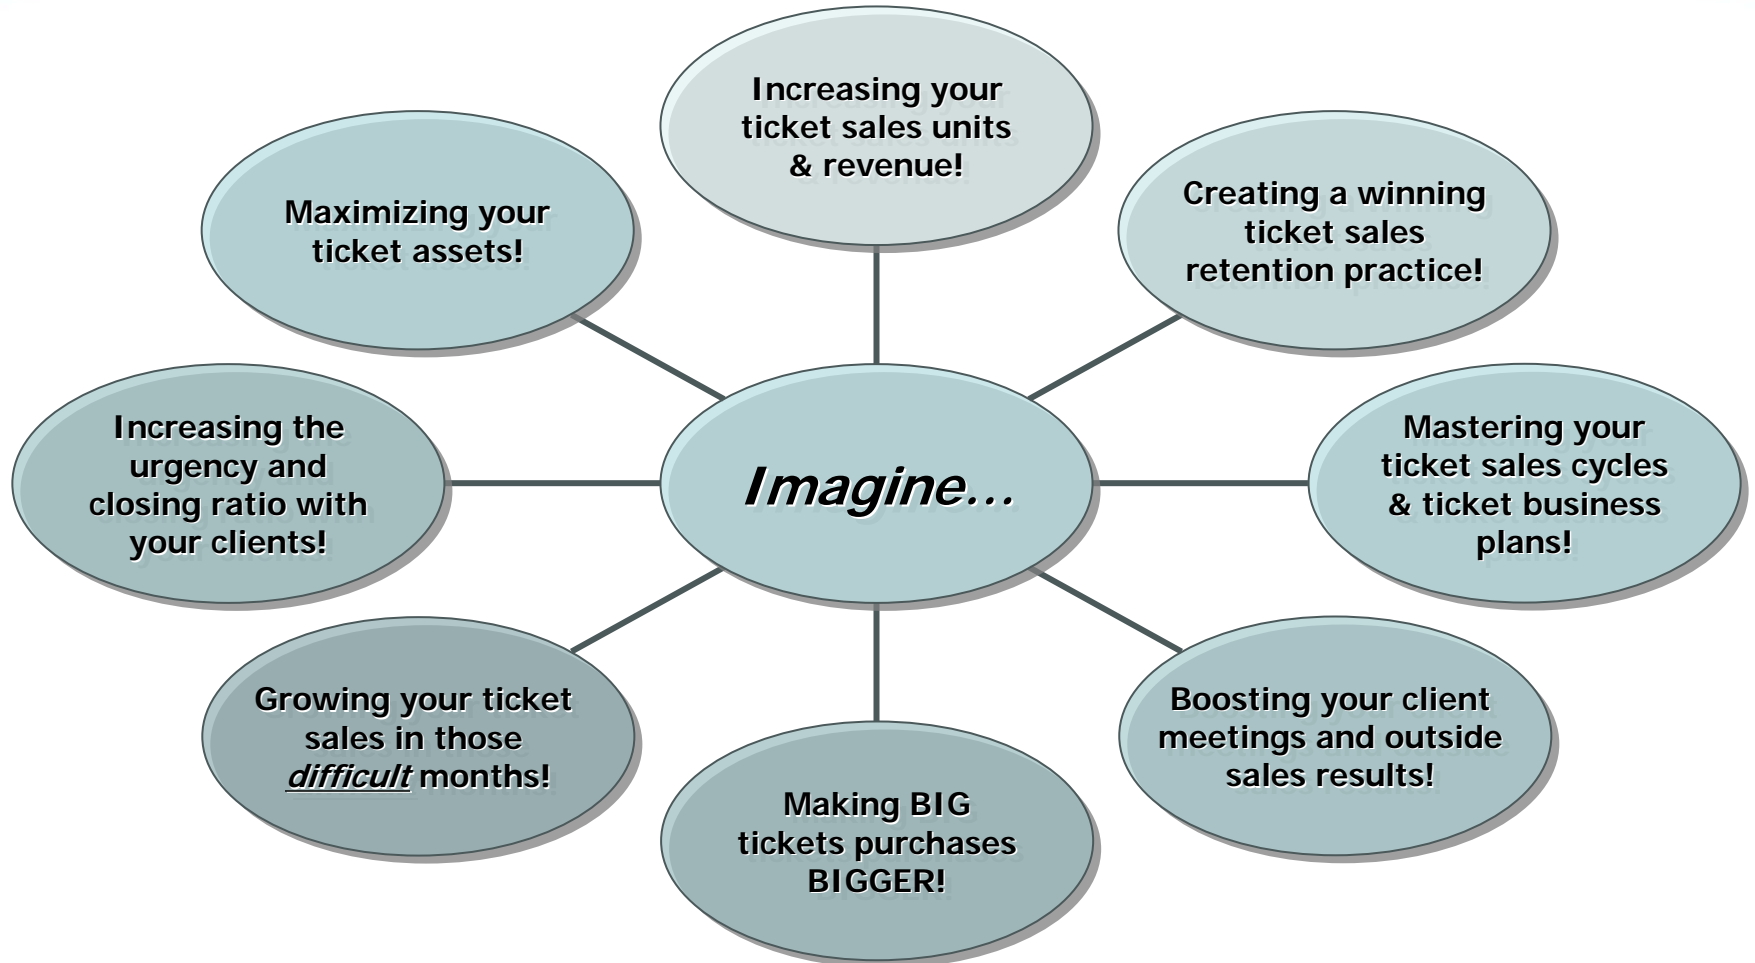 Increasing your
ticket sales units
& revenue!
Creating a winning
ticket sales
retention practice!
Mastering your
ticket sales cycles
& ticket business
plans!
Boosting your client
meetings and outside
sales results!
Making BIG
tickets purchases
BIGGER!
Growing your ticket
sales in those
difficult months!
Increasing the
urgency and
closing ratio with
your clients!
Maximizing your
ticket assets!
Imagine...